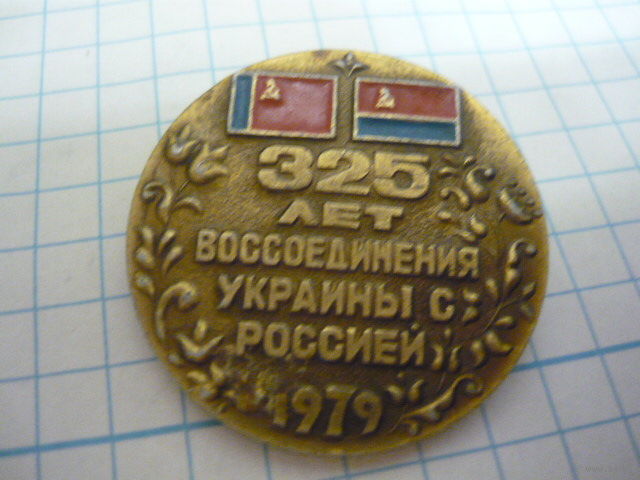 325
ЛЕТ
ВОССОЕДИНЕНИЯ
УКРАИНЫ С
РОССИЕЙ
1979